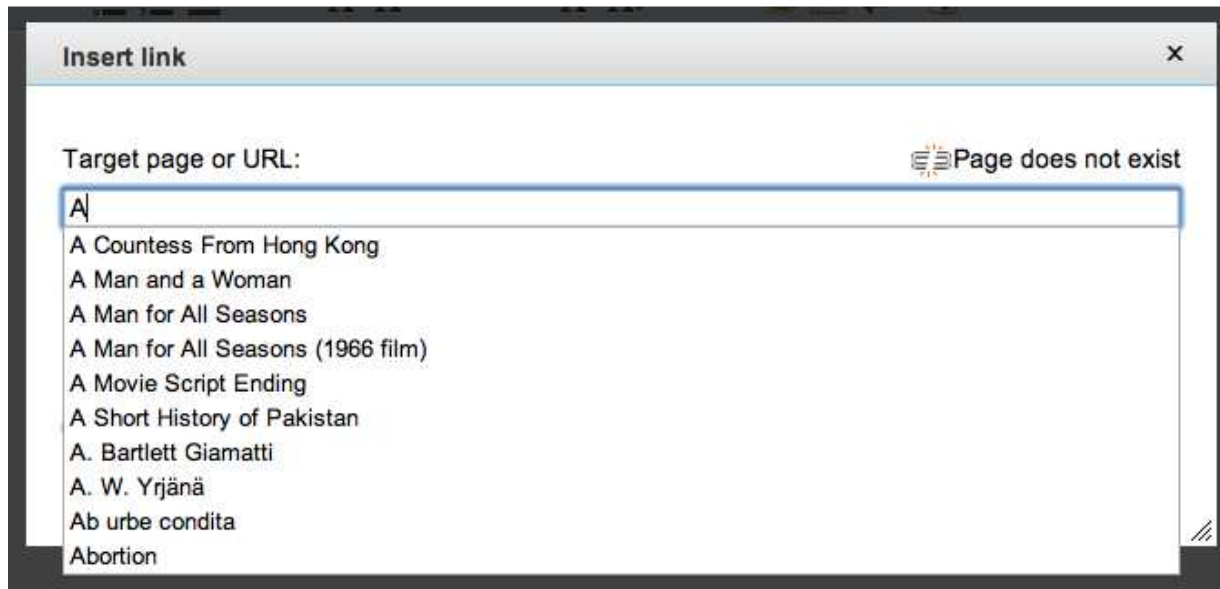 Insert link
×
Target page or URL:
Page does not exist
A
A Countess From Hong Kong
A Man and a Woman
A Man for All Seasons
A Man for All Seasons (1966 film)
A Movie Script Ending
A Short History of Pakistan
A. Bartlett Giamatti
A. W. Yrjänä
Ab urbe condita
Abortion